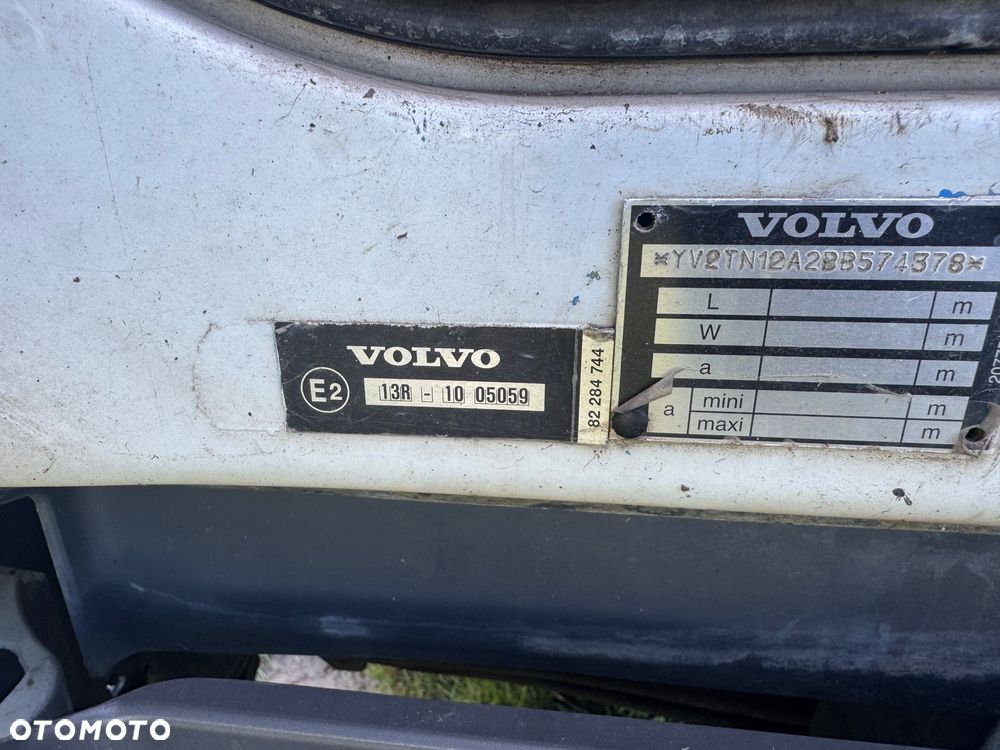 VOLVO
*YV2TN12A2BB574378*
L m
W m
a m
a mini m
maxi m
VOLVO
E2
13R - 10 05059
82 284 744
OTOMOTO